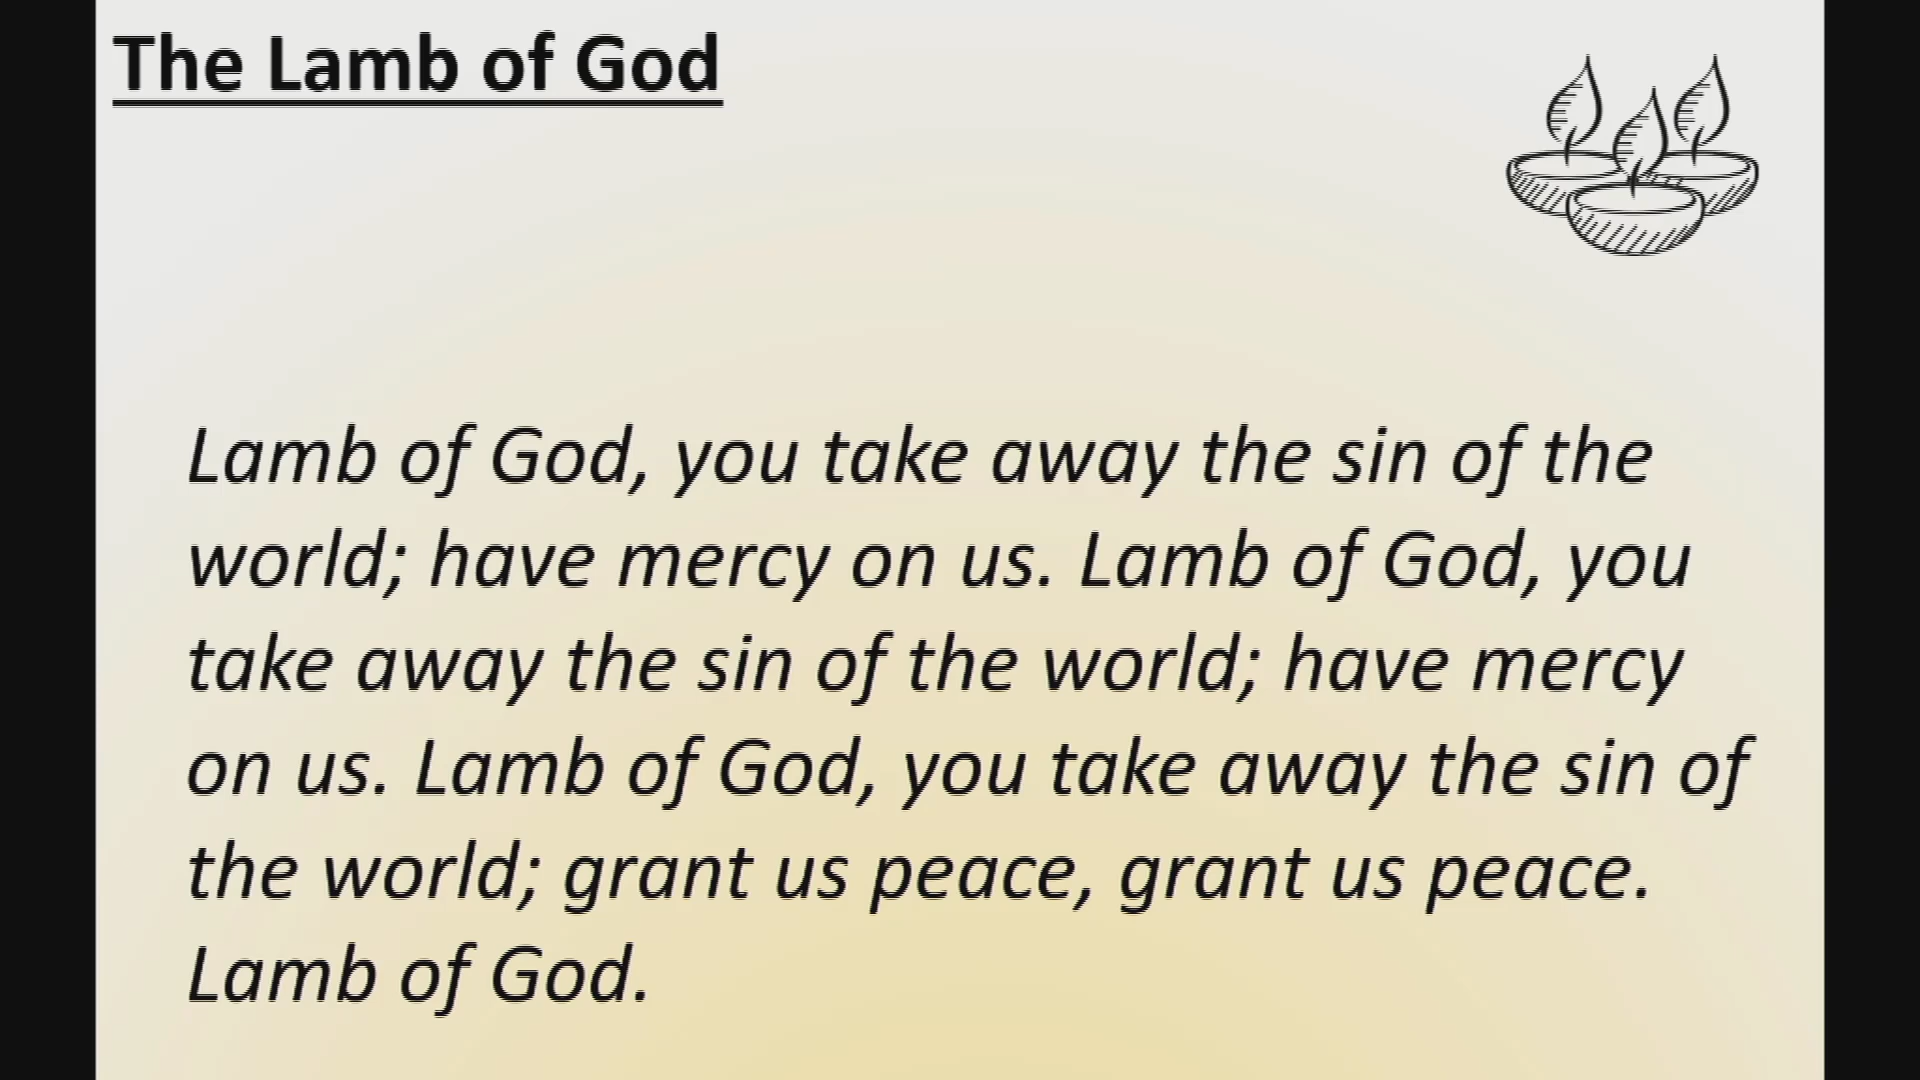 The Lamb of God
Lamb of God, you take away the sin of the
world; have mercy on us. Lamb of God, you
take away the sin of the world; have mercy
on us. Lamb of God, you take away the sin of
the world; grant us peace, grant us peace.
Lamb of God.